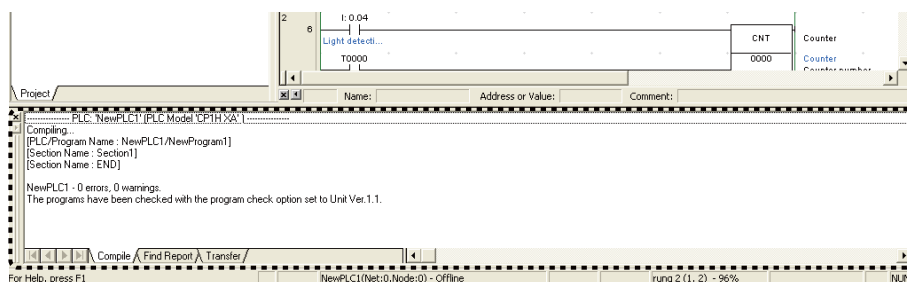 2
6
I: 0.04
Light detecti...
T0000
CNT
0000
Counter
Counter
Counter number
Project
Name:
Address or Value:
Comment:
--------------- PLC: 'NewPLC1' (PLC Model 'CP1H XA' ) ---------------
Compiling...
[PLC/Program Name : NewPLC1/NewProgram1]
[Section Name : Section1]
[Section Name : END]
NewPLC1 - 0 errors, 0 warnings.
The programs have been checked with the program check option set to Unit Ver.1.1.
Compile
Find Report
Transfer
For Help, press F1
NewPLC1(Net:0,Node:0) - Offline
rung 2 (1, 2) - 96%
NUM